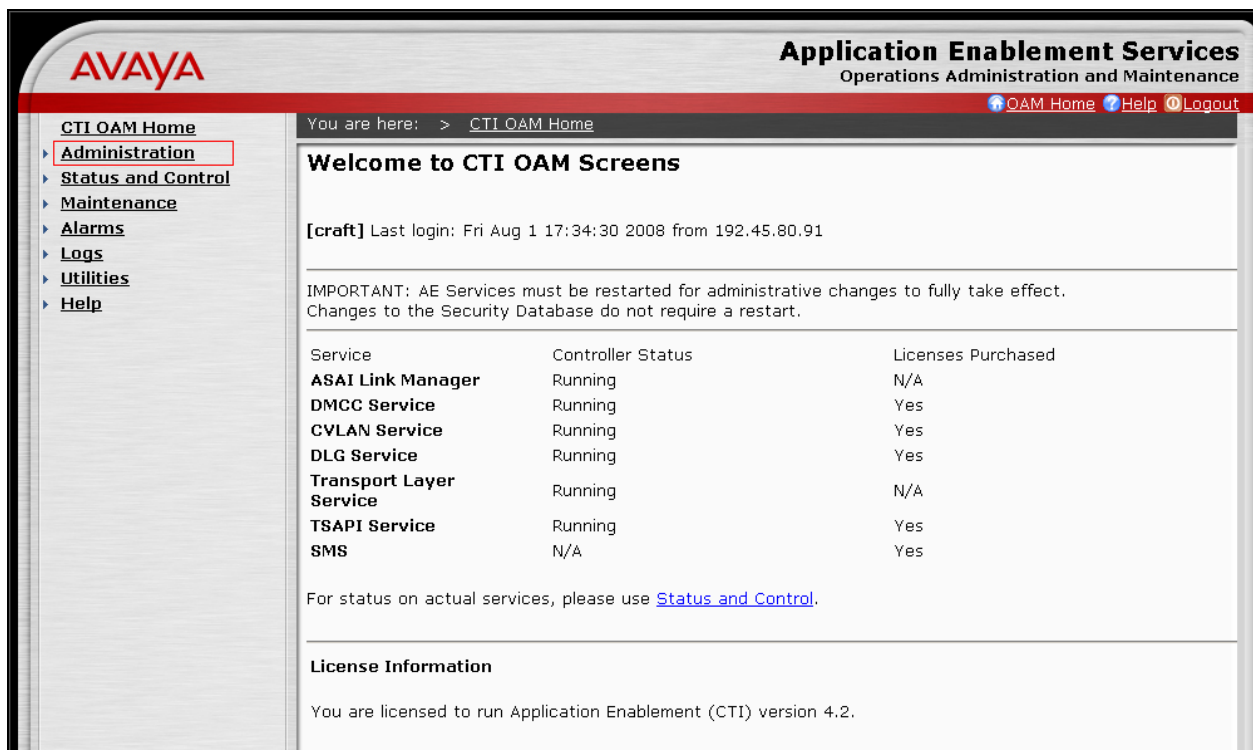 AVAYA
Application Enablement Services
Operations Administration and Maintenance
OAM Home Help Logout
CTI OAM Home
Administration
Status and Control
Maintenance
Alarms
Logs
Utilities
Help
You are here: > CTI OAM Home
Welcome to CTI OAM Screens
[craft] Last login: Fri Aug 1 17:34:30 2008 from 192.45.80.91
IMPORTANT: AE Services must be restarted for administrative changes to fully take effect.
Changes to the Security Database do not require a restart.
Service Controller Status Licenses Purchased
ASAI Link Manager Running N/A
DMCC Service Running Yes
CVLAN Service Running Yes
DLG Service Running Yes
Transport Layer
Service Running N/A
TSAPI Service Running Yes
SMS N/A Yes
For status on actual services, please use Status and Control.
License Information
You are licensed to run Application Enablement (CTI) version 4.2.